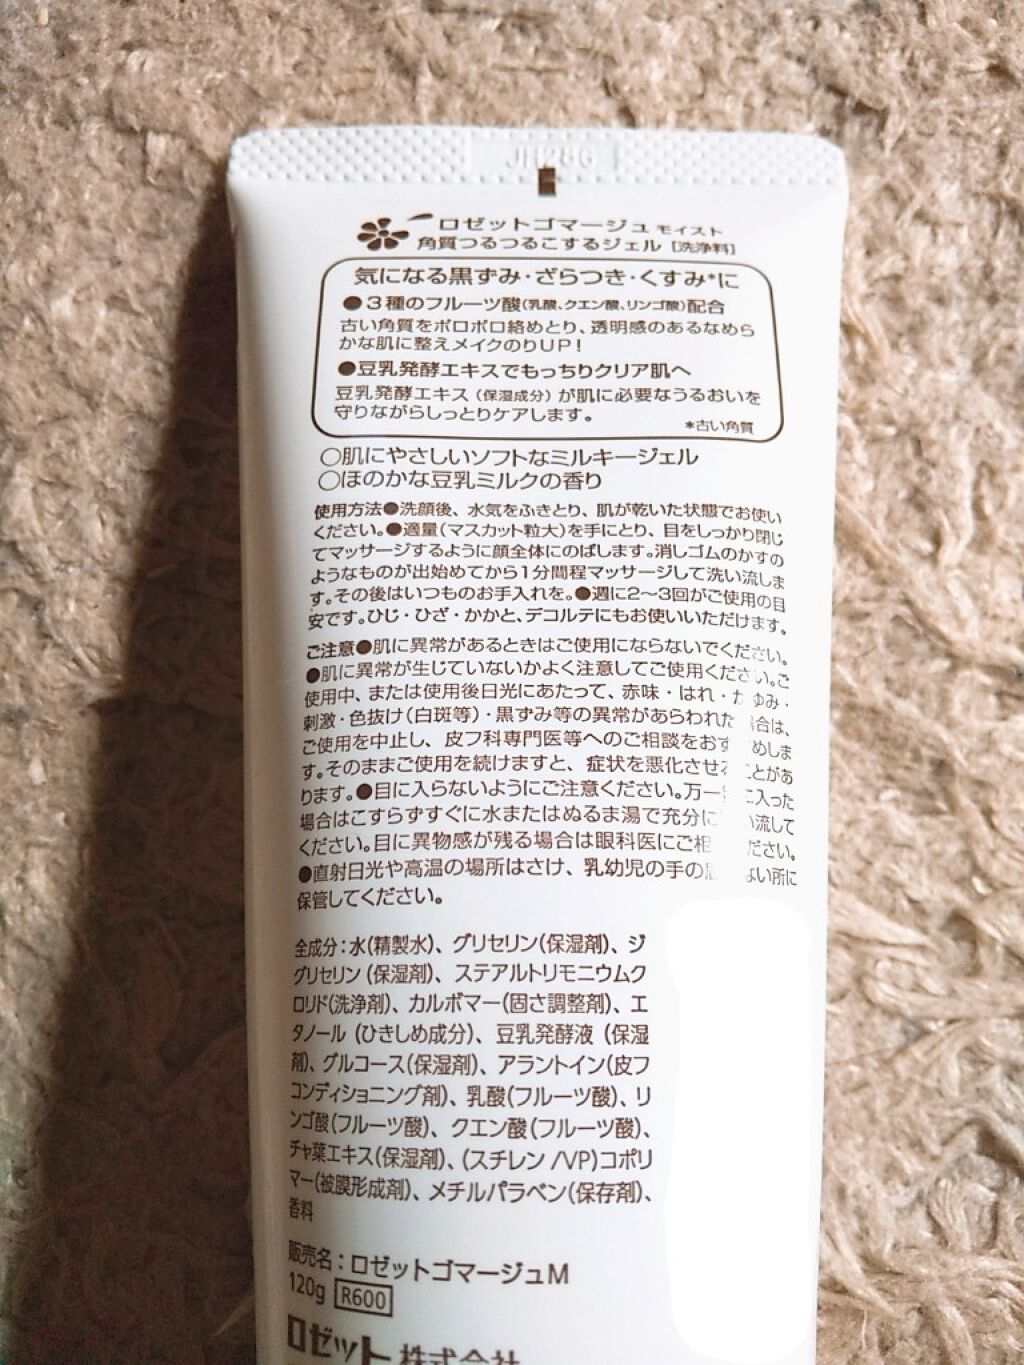 JH286
ロゼットゴマージュ モイスト
角質つるつるこするジェル [洗浄料]
気になる黒ずみ・ざらつき・くすみ*に
●3種のフルーツ酸(乳酸、クエン酸、リンゴ酸)配合
古い角質をポロポロ絡めとり、透明感のあるなめら
かな肌に整えメイクのりUP!
●豆乳発酵エキスでもっちりクリア肌へ
豆乳発酵エキス(保湿成分)が肌に必要なうるおいを
守りながらしっとりケアします。
*古い角質
○肌にやさしいソフトなミルキージェル
○ほのかな豆乳ミルクの香り
使用方法●洗顔後、水気をふきとり、肌が乾いた状態でお使い
ください。●適量(マスカット粒大)を手にとり、目をしっかり閉じ
てマッサージするように顔全体にのばします。消しゴムのかすの
ようなものが出始めてから1分間程マッサージして洗い流しま
す。その後はいつものお手入れを。●週に2〜3回がご使用の目
安です。ひじ・ひざ・かかと、デコルテにもお使いいただけます。
ご注意●肌に異常があるときはご使用にならないでください。
●肌に異常が生じていないかよく注意してご使用ください。ご
使用中、または使用後日光にあたって、赤味・はれ・かゆみ・
刺激・色抜け(白斑等)・黒ずみ等の異常があらわれた場合は、
ご使用を中止し、皮フ科専門医等へのご相談をおすめしま
す。そのままご使用を続けますと、症状を悪化させることがあ
ります。●目に入らないようにご注意ください。万一に入った
場合はこすらずすぐに水またはぬるま湯で充分に流して
ください。目に異物感が残る場合は眼科医にご相ださい。
●直射日光や高温の場所はさけ、乳幼児の手のない所に
保管してください。
全成分:水(精製水)、グリセリン(保湿剤)、ジ
グリセリン(保湿剤)、ステアルトリモニウムク
ロリド(洗浄剤)、カルボマー(固さ調整剤)、エ
タノール(ひきしめ成分)、豆乳発酵液(保湿
剤)、グルコース(保湿剤)、アラントイン(皮フ
コンディショニング剤)、乳酸(フルーツ酸)、リ
ンゴ酸(フルーツ酸)、クエン酸(フルーツ酸)、
チャ葉エキス(保湿剤)、(スチレン/VP)コポリ
マー(被膜形成剤)、メチルパラベン(保存剤)、
香料
販売名:ロゼットゴマージュM
120g R600
ロゼット株式会社